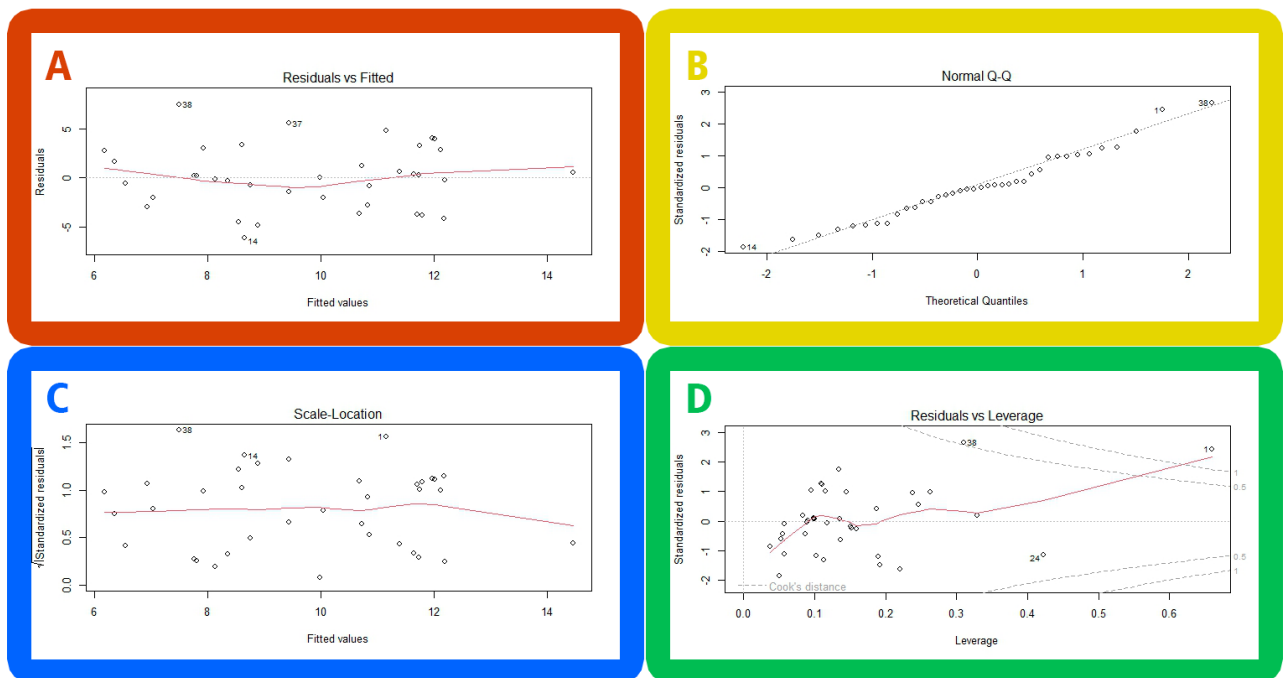 A
Residuals vs Fitted
38
37
14
5
0
-5
Residuals
6 8 10 12 14
Fitted values
B
Normal Q-Q
1
38
14
3
2
1
0
-1
-2
Standardized residuals
-2 -1 0 1 2
Theoretical Quantiles
C
Scale-Location
38
1
14
1.5
1.0
0.5
0.0
√|Standardized residuals|
6 8 10 12 14
Fitted values
D
Residuals vs Leverage
38
1
24
1
0.5
0.5
1
Cook's distance
3
2
1
0
-1
-2
Standardized residuals
0.0 0.1 0.2 0.3 0.4 0.5 0.6
Leverage